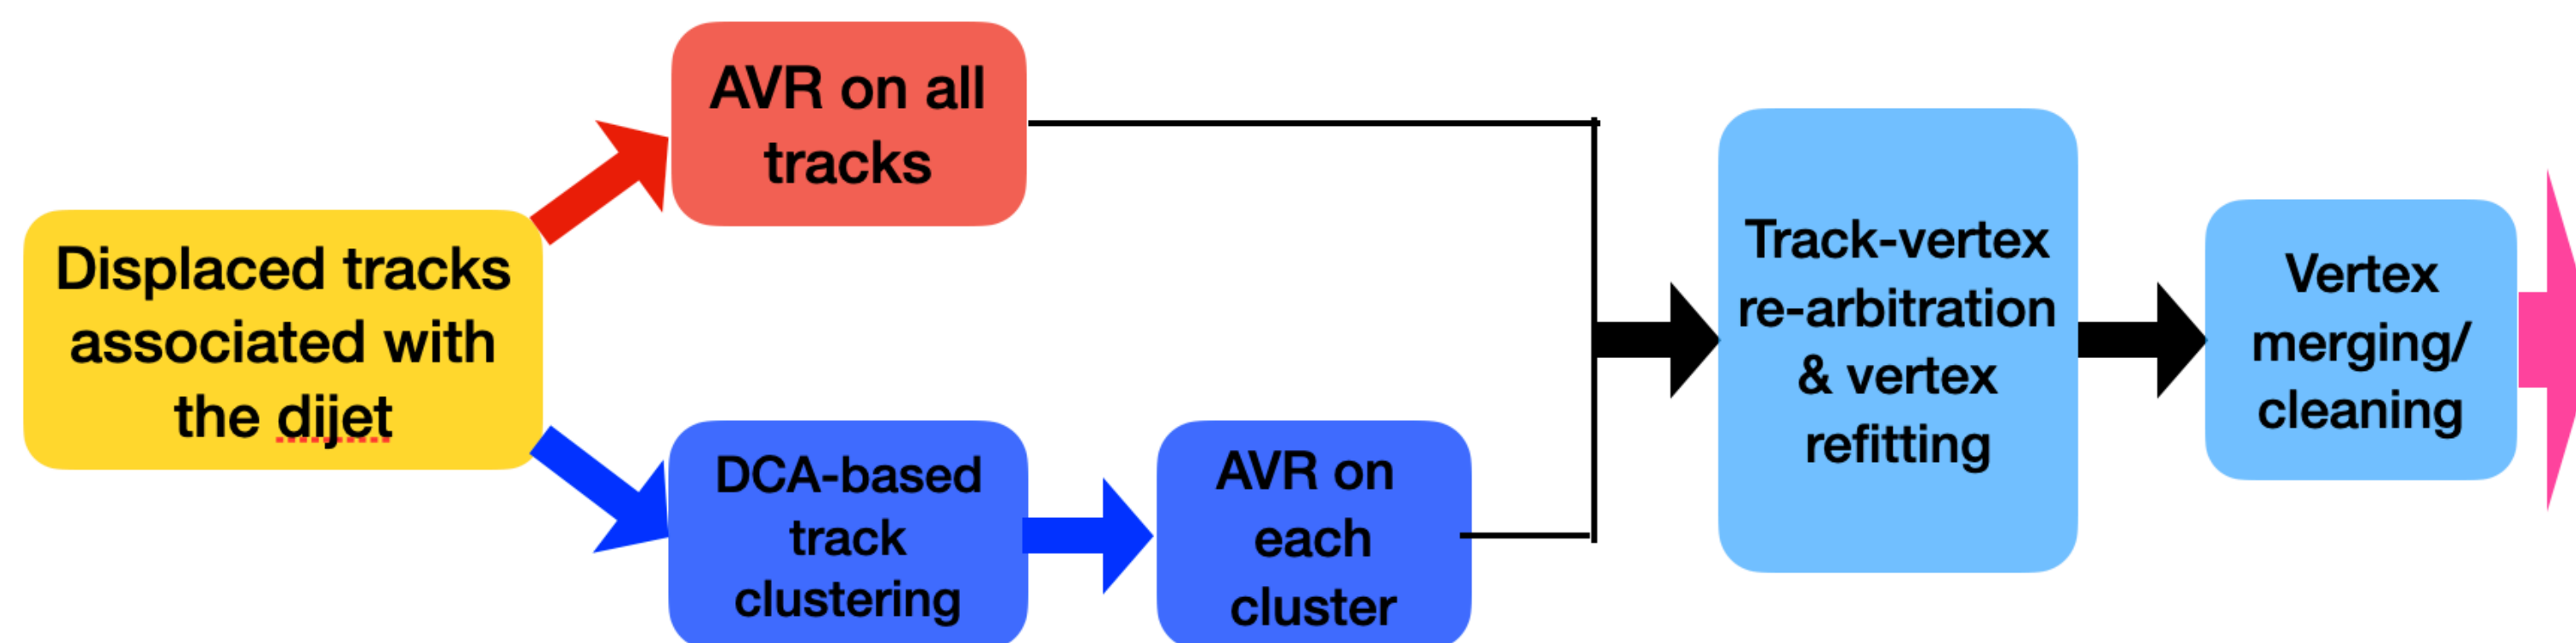 AVR on all
tracks
Displaced tracks
associated with
the dijet
DCA-based
track
clustering
AVR on
each
cluster
Track-vertex
re-arbitration
& vertex
refitting
Vertex
merging/
cleaning